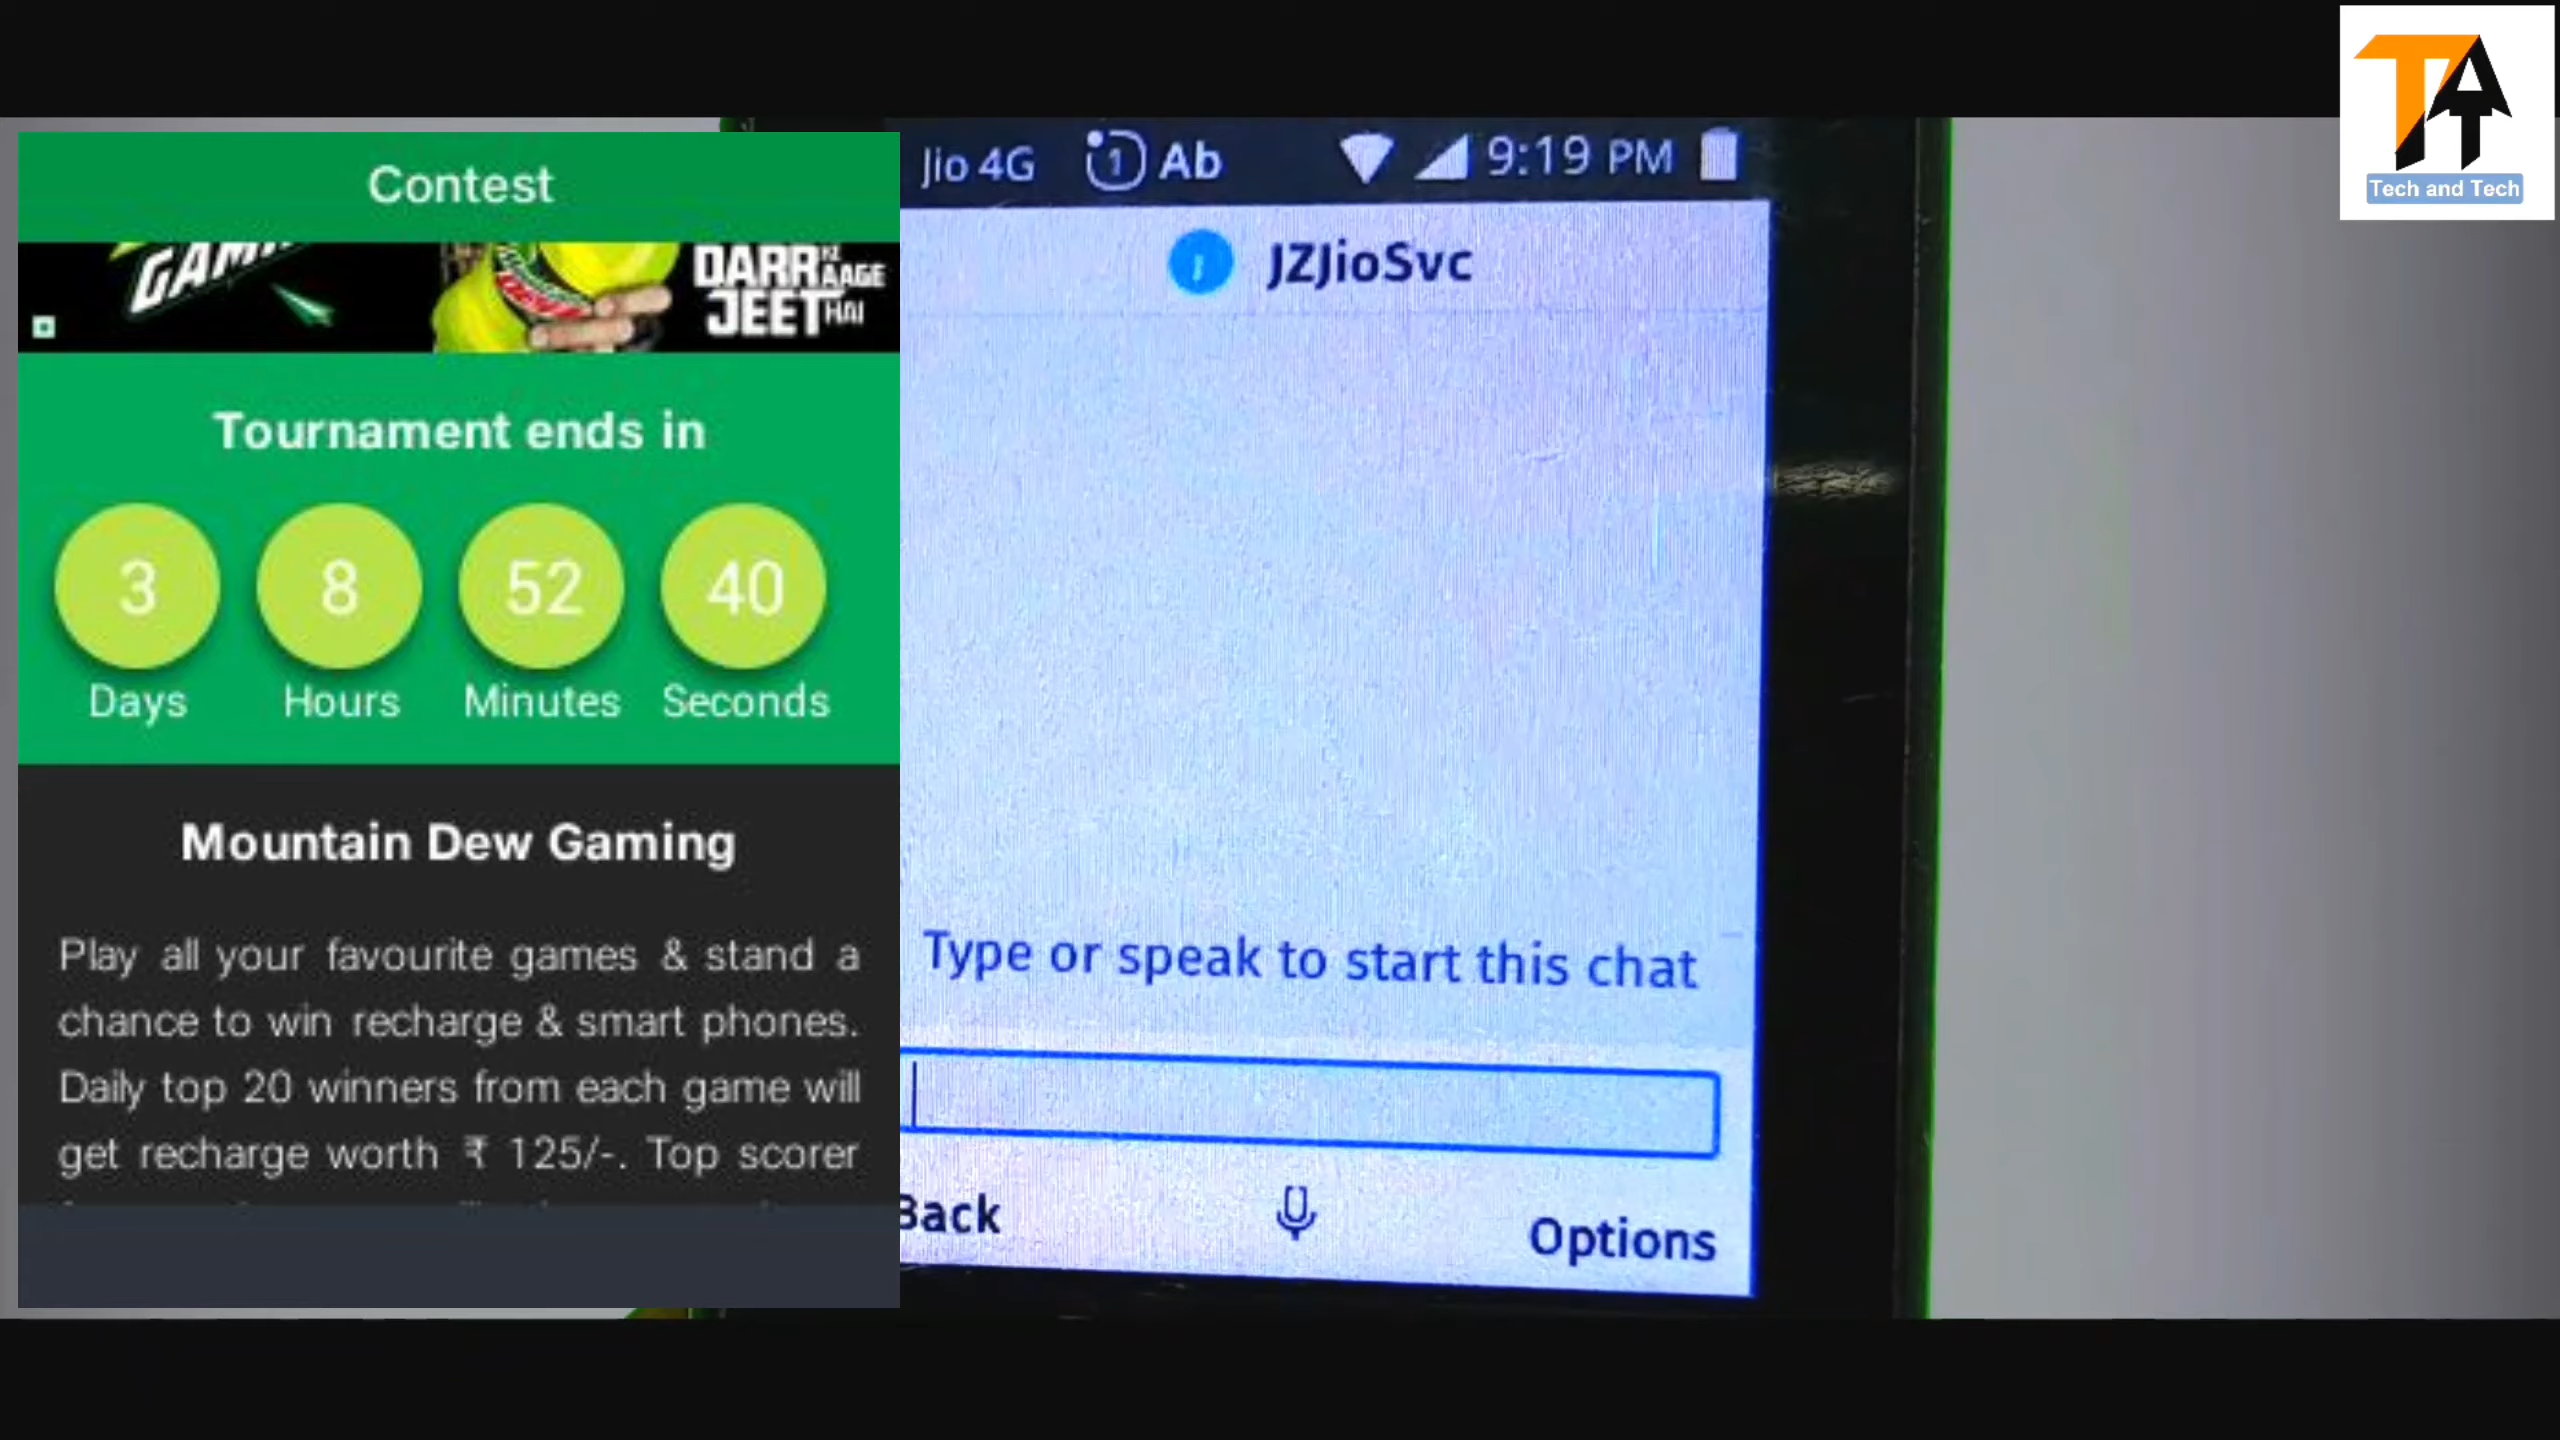 Contest
DARR KE AAGE
JEET HAI
Tournament ends in
3 8 52 40
Days Hours Minutes Seconds
Mountain Dew Gaming
Play all your favourite games & stand a
chance to win recharge & smart phones.
Daily top 20 winners from each game will
get recharge worth ₹ 125/-. Top scorer
Jio 4G 1 Ab 9:19 PM
j JZJioSvc
Type or speak to start this chat
Back Options
TAT
Tech and Tech